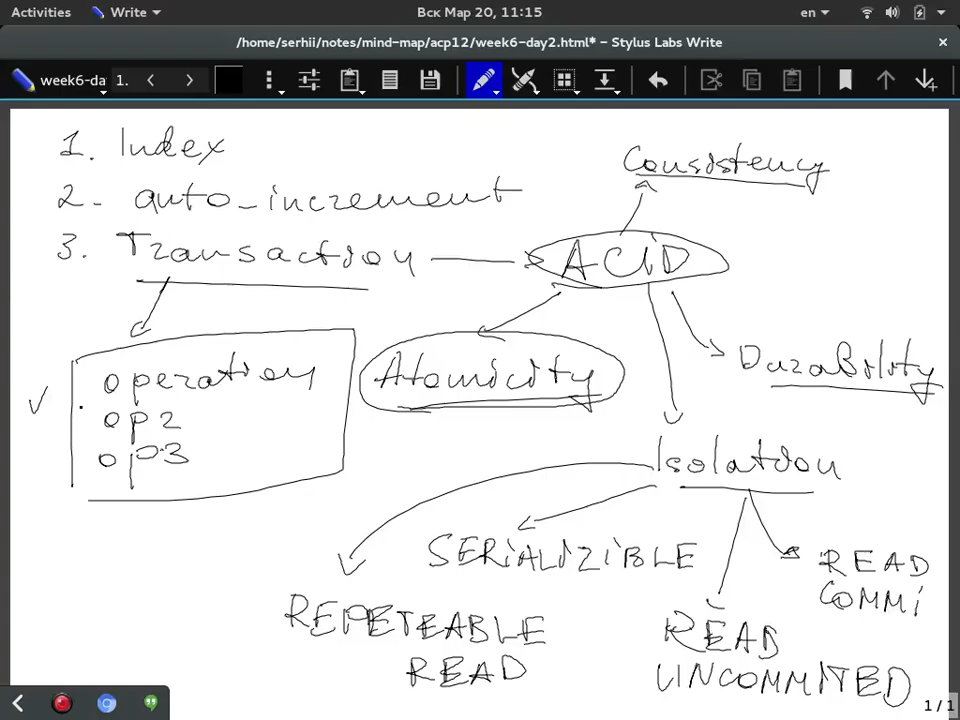 Activities
Write
Вск Мар 20, 11:15
en
/home/serhii/notes/mind-map/acp12/week6-day2.html* – Stylus Labs Write
week6-da
1.
1. Index
2. auto-increment
3. Transaction
Consistency
ACID
Atomicity
Durability
operation
op2
op3
Isolation
SERIALIZIBLE
READ
COMMI
REPETEABLE
READ
READ
UNCOMMITED
1 / 1